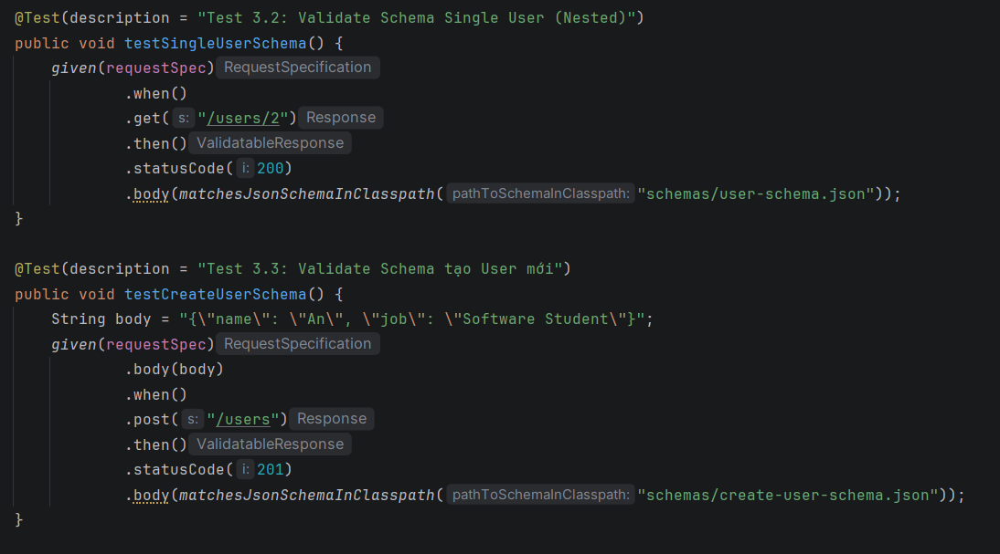 @Test(description = "Test 3.2: Validate Schema Single User (Nested)")
public void testSingleUserSchema() {
given(requestSpec) RequestSpecification
.when()
.get( s: "/users/2") Response
.then() ValidatableResponse
.statusCode( i: 200)
.body(matchesJsonSchemaInClasspath( pathToSchemaInClasspath: "schemas/user-schema.json"));
}
@Test(description = "Test 3.3: Validate Schema tạo User mới")
public void testCreateUserSchema() {
String body = "{\"name\": \"An\", \"job\": \"Software Student\"}";
given(requestSpec) RequestSpecification
.body(body)
.when()
.post( s: "/users") Response
.then() ValidatableResponse
.statusCode( i: 201)
.body(matchesJsonSchemaInClasspath( pathToSchemaInClasspath: "schemas/create-user-schema.json"));
}